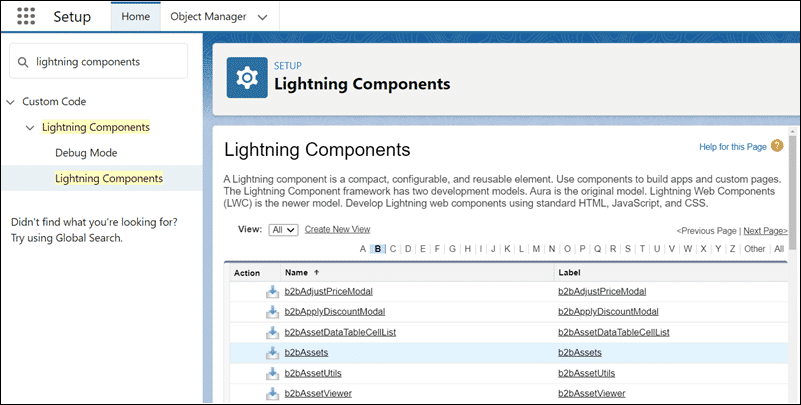 Setup
Home
Object Manager
lightning components
Custom Code
Lightning Components
Debug Mode
Lightning Components
Didn't find what you're looking for?
Try using Global Search.
SETUP
Lightning Components
Lightning Components
Help for this Page ?
A Lightning component is a compact, configurable, and reusable element. Use components to build apps and custom pages.
The Lightning Component framework has two development models. Aura is the original model. Lightning Web Components
(LWC) is the newer model. Develop Lightning web components using standard HTML, JavaScript, and CSS.
View: All Create New View
<Previous Page | Next Page>
A | B | C | D | E | F | G | H | I | J | K | L | M | N | O | P | Q | R | S | T | U | V | W | X | Y | Z | Other | All
Action Name ↑ Label
b2bAdjustPriceModal b2bAdjustPriceModal
b2bApplyDiscountModal b2bApplyDiscountModal
b2bAssetDataTableCellList b2bAssetDataTableCellList
b2bAssets b2bAssets
b2bAssetUtils b2bAssetUtils
b2bAssetViewer b2bAssetViewer